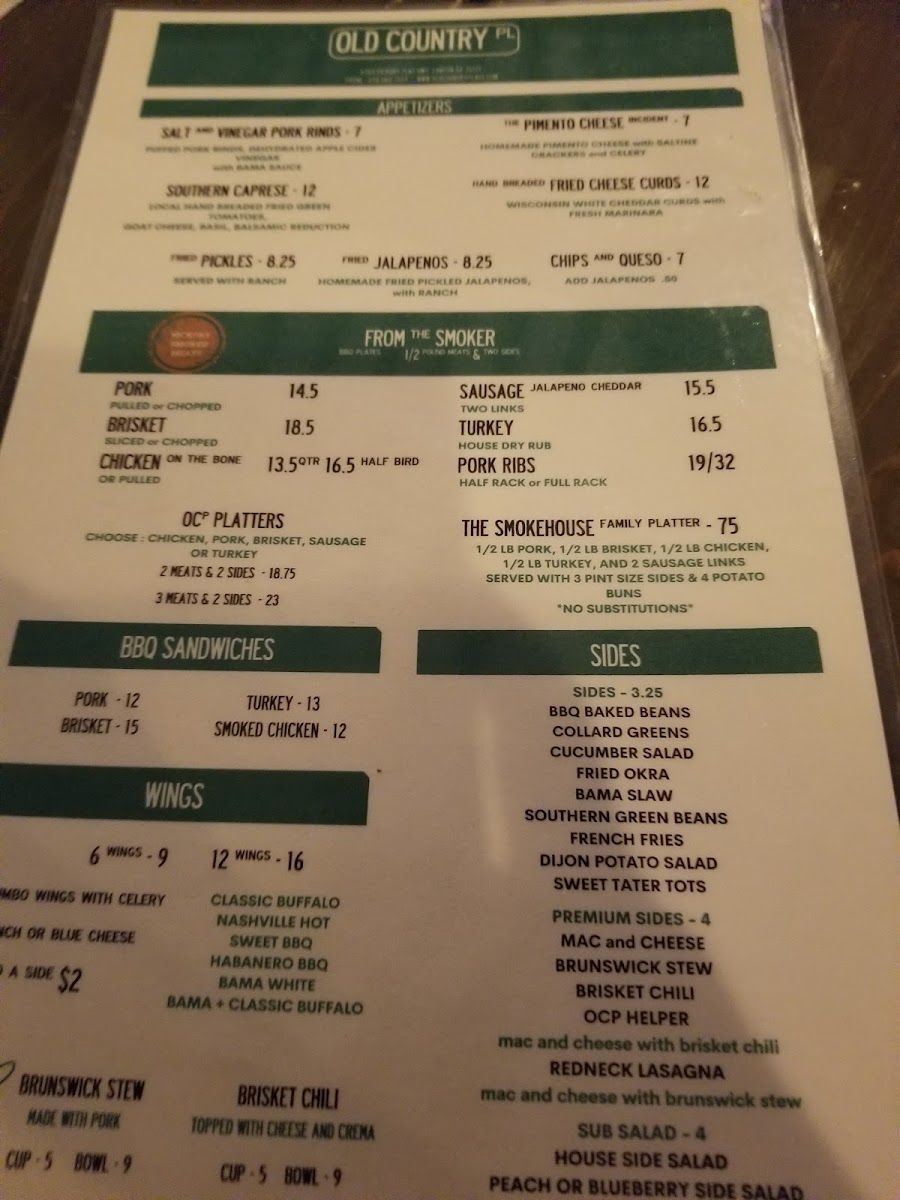 OLD COUNTRY PL
APPETIZERS
SALT AND VINEGAR PORK RINDS - 7
PUFFED PORK RINDS, DEHYDRATED APPLE CIDER
VINEGAR
with BAMA SAUCE
THE PIMENTO CHEESE INCIDENT - 7
HOMEMADE PIMENTO CHEESE with SALTINE
CRACKERS and CELERY
SOUTHERN CAPRESE - 12
LOCAL HAND BREADED FRIED GREEN
TOMATOES,
GOAT CHEESE, BASIL, BALSAMIC REDUCTION
HAND BREADED FRIED CHEESE CURDS - 12
WISCONSIN WHITE CHEDDAR CURDS with
FRESH MARINARA
FRIED PICKLES - 8.25
SERVED WITH RANCH
FRIED JALAPENOS - 8.25
HOMEMADE FRIED PICKLED JALAPENOS,
with RANCH
CHIPS AND QUESO - 7
ADD JALAPENOS .50
HICKORY
SMOKED
MEATS
FROM THE SMOKER
BBQ PLATES 1/2 POUND MEATS & TWO SIDES
PORK 14.5
PULLED or CHOPPED
BRISKET 18.5
SLICED or CHOPPED
CHICKEN ON THE BONE 13.5 QTR 16.5 HALF BIRD
OR PULLED
SAUSAGE JALAPENO CHEDDAR 15.5
TWO LINKS
TURKEY 16.5
HOUSE DRY RUB
PORK RIBS 19/32
HALF RACK or FULL RACK
OCP PLATTERS
CHOOSE : CHICKEN, PORK, BRISKET, SAUSAGE
OR TURKEY
2 MEATS & 2 SIDES - 18.75
3 MEATS & 2 SIDES - 23
THE SMOKEHOUSE FAMILY PLATTER - 75
1/2 LB PORK, 1/2 LB BRISKET, 1/2 LB CHICKEN,
1/2 LB TURKEY, AND 2 SAUSAGE LINKS
SERVED WITH 3 PINT SIZE SIDES & 4 POTATO
BUNS
*NO SUBSTITUTIONS*
BBQ SANDWICHES
PORK - 12
TURKEY - 13
BRISKET - 15
SMOKED CHICKEN - 12
WINGS
6 WINGS - 9
12 WINGS - 16
MBO WINGS WITH CELERY
NCH OR BLUE CHEESE
A SIDE $2
CLASSIC BUFFALO
NASHVILLE HOT
SWEET BBQ
HABANERO BBQ
BAMA WHITE
BAMA + CLASSIC BUFFALO
BRUNSWICK STEW
MADE WITH PORK
CUP - 5 BOWL - 9
BRISKET CHILI
TOPPED WITH CHEESE AND CREMA
CUP - 5 BOWL - 9
SIDES
SIDES - 3.25
BBQ BAKED BEANS
COLLARD GREENS
CUCUMBER SALAD
FRIED OKRA
BAMA SLAW
SOUTHERN GREEN BEANS
FRENCH FRIES
DIJON POTATO SALAD
SWEET TATER TOTS
PREMIUM SIDES - 4
MAC and CHEESE
BRUNSWICK STEW
BRISKET CHILI
OCP HELPER
mac and cheese with brisket chili
REDNECK LASAGNA
mac and cheese with brunswick stew
SUB SALAD - 4
HOUSE SIDE SALAD
PEACH OR BLUEBERRY SIDE SALAD